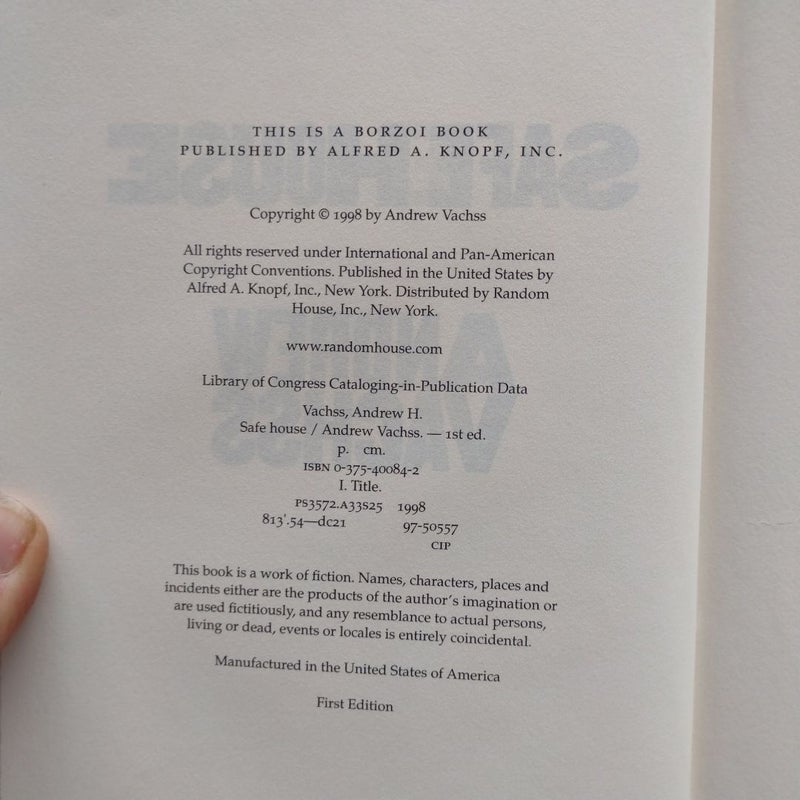 THIS IS A BORZOI BOOK
PUBLISHED BY ALFRED A. KNOPF, INC.
Copyright © 1998 by Andrew Vachss
All rights reserved under International and Pan-American
Copyright Conventions. Published in the United States by
Alfred A. Knopf, Inc., New York. Distributed by Random
House, Inc., New York.
www.randomhouse.com
Library of Congress Cataloging-in-Publication Data
Vachss, Andrew H.
Safe house / Andrew Vachss. — 1st ed.
p. cm.
ISBN 0-375-40084-2
I. Title.
PS3572.A33S25 1998
813'.54—dc21 97-50557
CIP
This book is a work of fiction. Names, characters, places and
incidents either are the products of the author's imagination or
are used fictitiously, and any resemblance to actual persons,
living or dead, events or locales is entirely coincidental.
Manufactured in the United States of America
First Edition
SAFE HOUSE
ANDREW
VACHSS